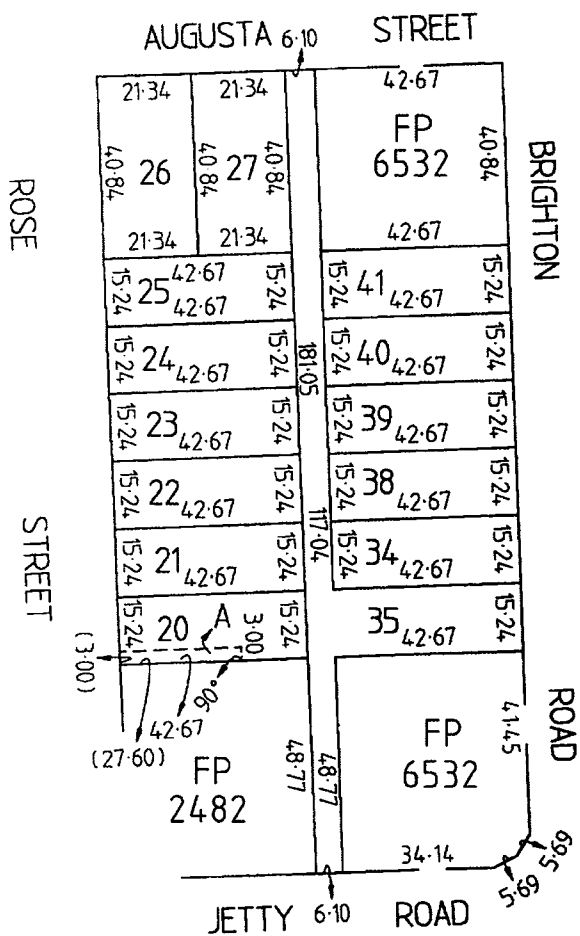 AUGUSTA 6·10 STREET
21·34 21·34 42·67
FP
6532
40·84 26 40·84 27 40·84 40·84
21·34 21·34 42·67
ROSE
BRIGHTON
15·24 25 42·67 15·24 15·24 41 15·24
42·67 42·67
15·24 24 42·67 15·24 181·05 15·24 40 42·67 15·24
15·24 23 42·67 15·24 15·24 39 42·67 15·24
15·24 22 42·67 15·24 15·24 38 42·67 15·24
117·04
STREET
15·24 21 42·67 15·24 15·24 34 42·67 15·24
15·24 20 A 3·00 15·24 35 42·67 15·24
(3·00) 90°
42·67
(27·60)
FP
2482
48·77 48·77
FP
6532
41·45
ROAD
34·14
5·69 5·69
JETTY 6·10 ROAD